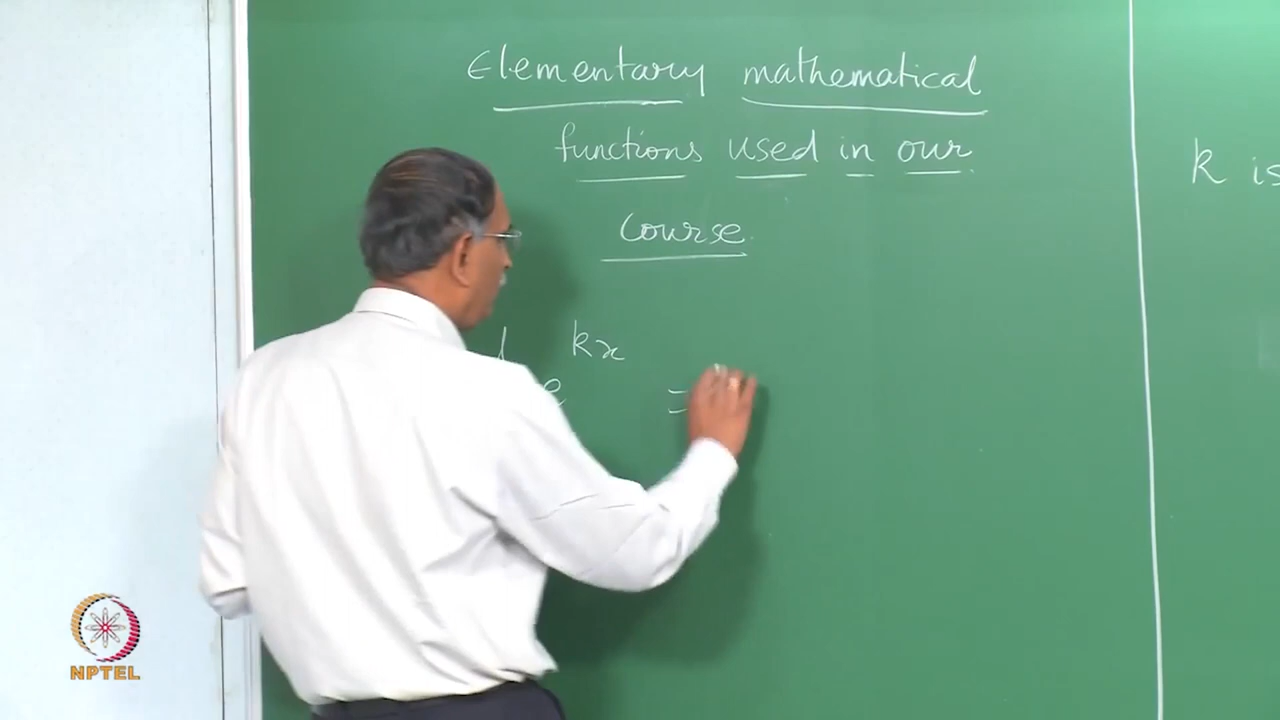 Elementary mathematical
functions used in our
Course.
k is
kx
e =
NPTEL